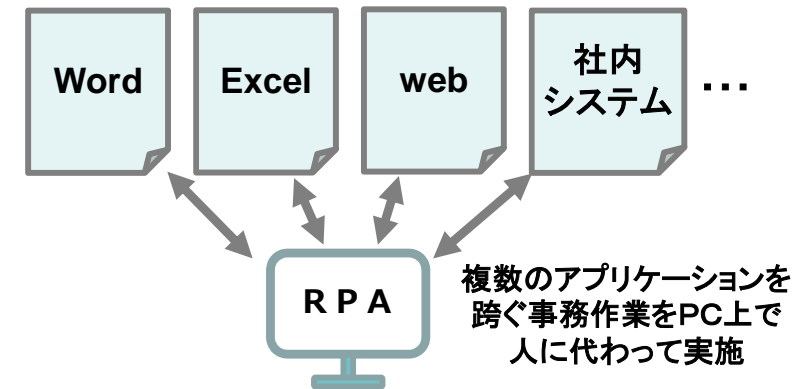 Word
Excel
web
社内
システム
…
RPA
複数のアプリケーションを
跨ぐ事務作業をPC上で
人に代わって実施